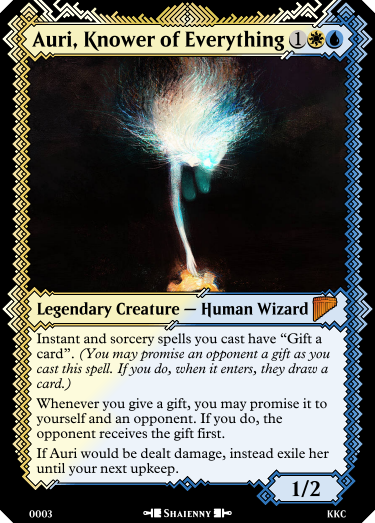 Auri, Knower of Everything 1
Legendary Creature — Human Wizard
Instant and sorcery spells you cast have “Gift a
card”. (You may promise an opponent a gift as you
cast this spell. If you do, when it enters, they draw a
card.)
Whenever you give a gift, you may promise it to
yourself and an opponent. If you do, the
opponent receives the gift first.
If Auri would be dealt damage, instead exile her
until your next upkeep.
1/2
0003 Shaienny KKC